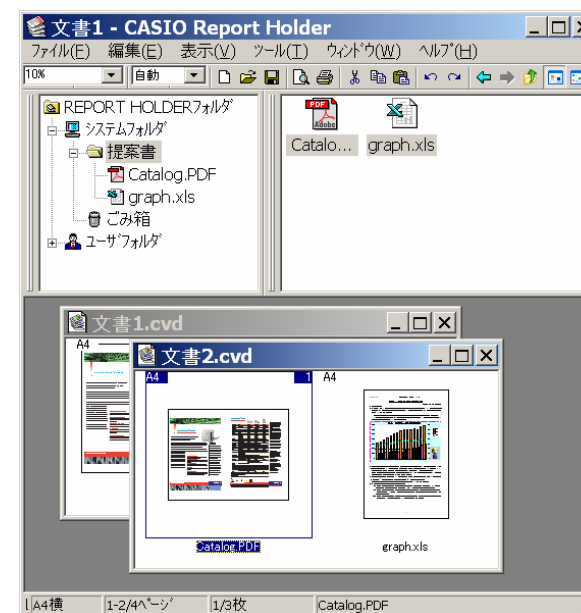 文書1 - CASIO Report Holder
ﾌｧｲﾙ(F) 編集(E) 表示(V) ﾂｰﾙ(T) ｳｨﾝﾄﾞｳ(W) ﾍﾙﾌﾟ(H)
10% 自動
REPORT HOLDERﾌｫﾙﾀﾞ
ｼｽﾃﾑﾌｫﾙﾀﾞ
提案書
Catalog.PDF
graph.xls
ごみ箱
ﾕｰｻﾞﾌｫﾙﾀﾞ
PDF
Adobe
Catalo... graph.xls
文書1.cvd
A4
文書2.cvd
A4 1 A4
Catalog.PDF graph.xls
A4横 1-2/4ﾍﾟｰｼﾞ 1/3枚 Catalog.PDF